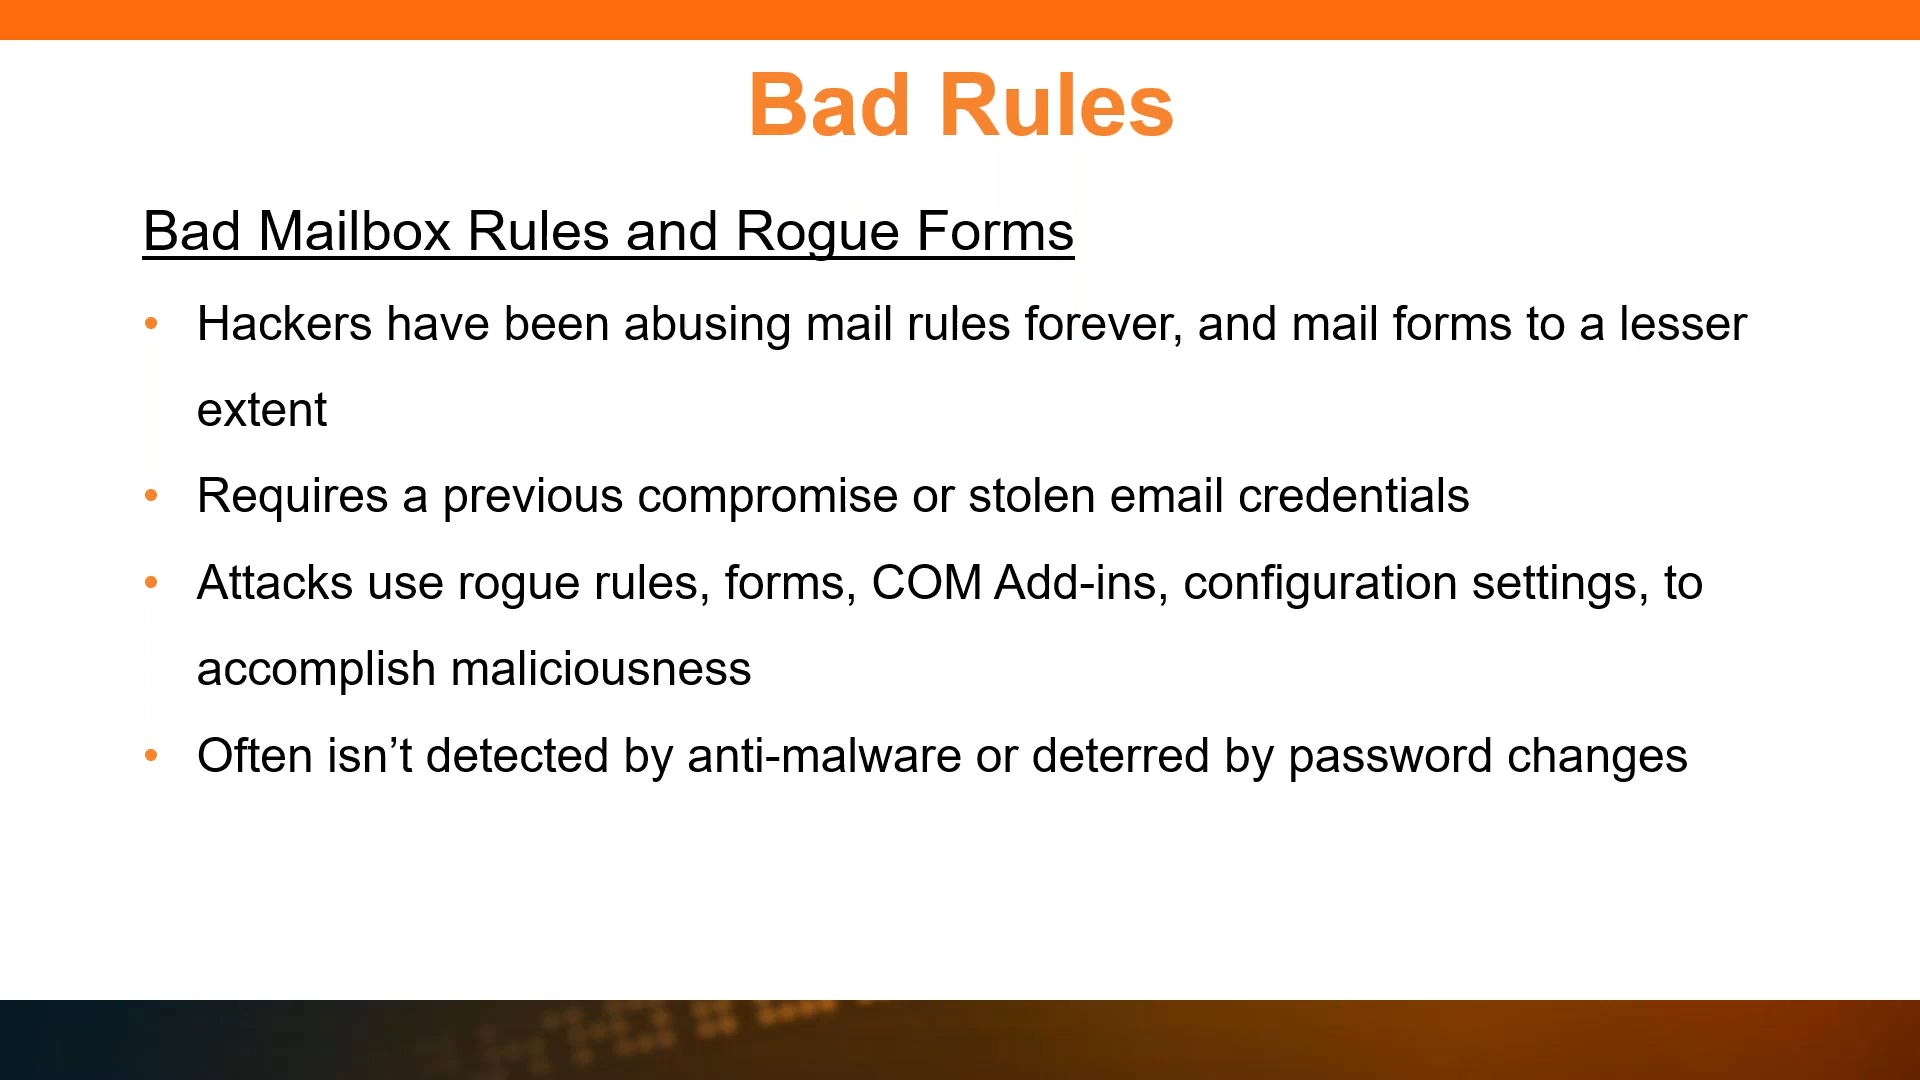 Bad Rules
Bad Mailbox Rules and Rogue Forms
• Hackers have been abusing mail rules forever, and mail forms to a lesser
extent
• Requires a previous compromise or stolen email credentials
• Attacks use rogue rules, forms, COM Add-ins, configuration settings, to
accomplish maliciousness
• Often isn’t detected by anti-malware or deterred by password changes